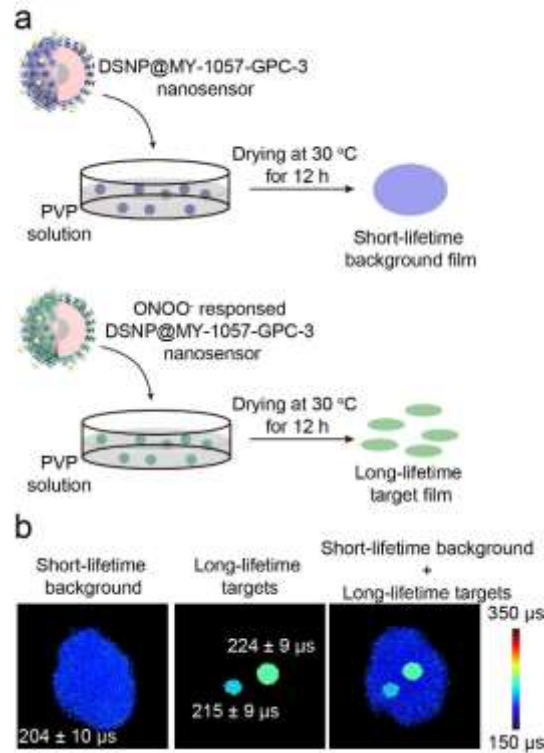 a
DSNP@MY-1057-GPC-3
nanosensor
Drying at 30 °C
for 12 h
PVP
solution
Short-lifetime
background film
ONOO⁻ responsed
DSNP@MY-1057-GPC-3
nanosensor
Drying at 30 °C
for 12 h
PVP
solution
Long-lifetime
target film
b
Short-lifetime
background
Long-lifetime
targets
Short-lifetime background
+
Long-lifetime targets
204 ± 10 µs
224 ± 9 µs
215 ± 9 µs
350 µs
150 µs